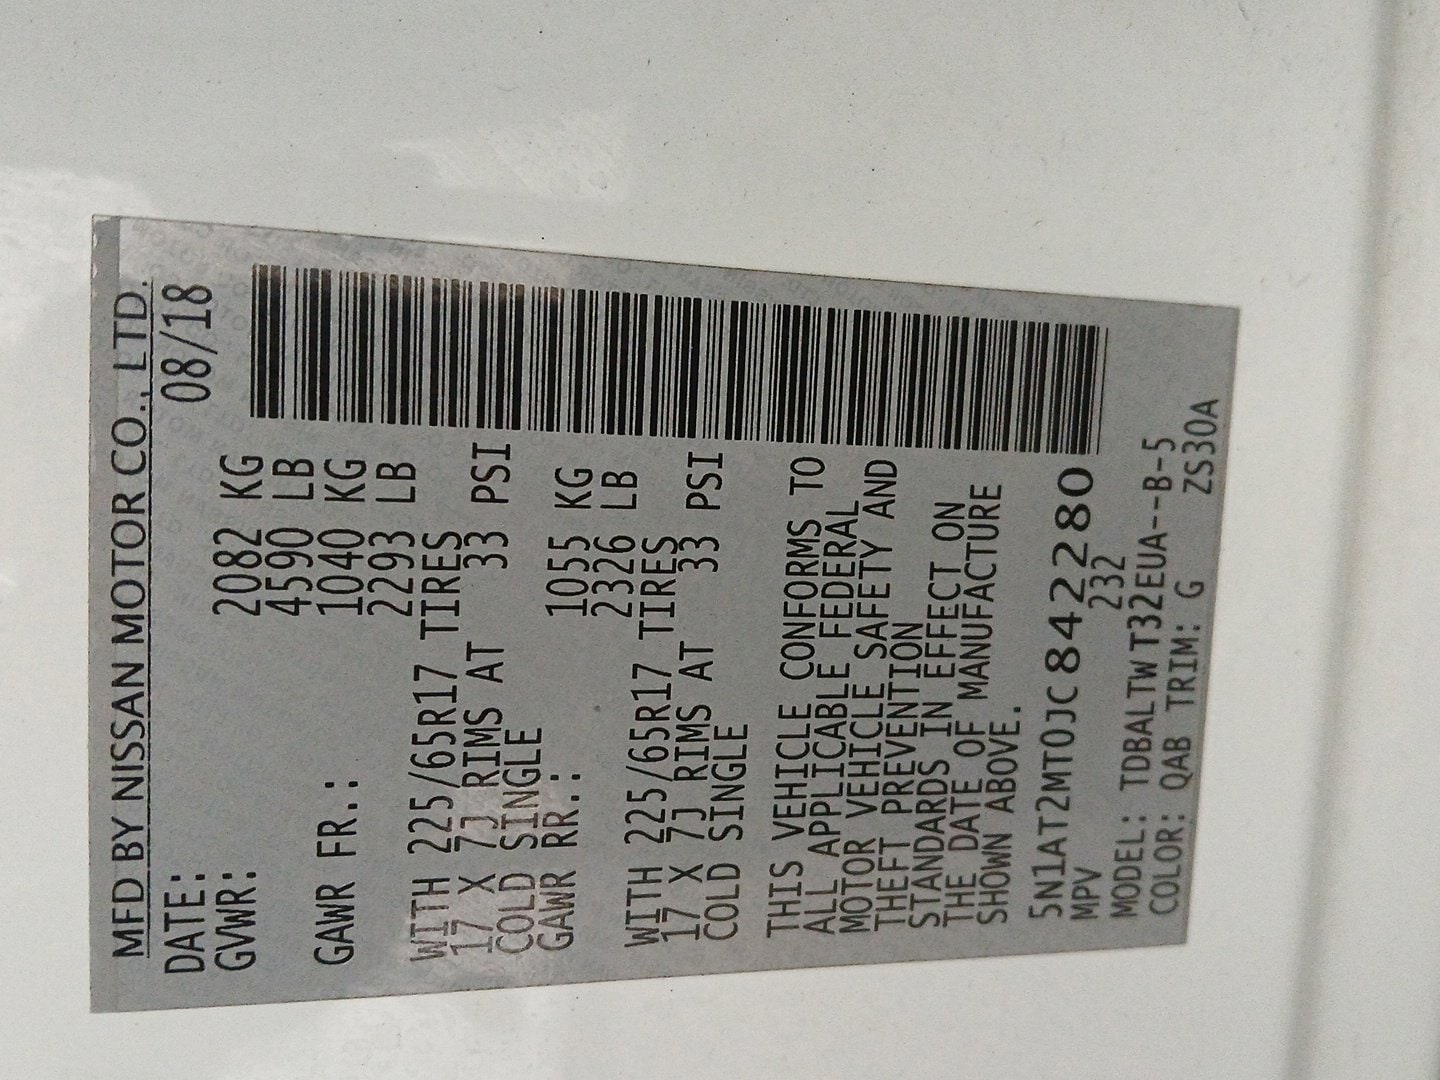 MFD BY NISSAN MOTOR CO., LTD.
DATE: 08/18
GVWR: 2082 KG
4590 LB
GAWR FR.: 1040 KG
2293 LB
WITH 225/65R17 TIRES
17 X 7J RIMS AT 33 PSI
COLD SINGLE
GAWR RR.: 1055 KG
2326 LB
WITH 225/65R17 TIRES
17 X 7J RIMS AT 33 PSI
COLD SINGLE
THIS VEHICLE CONFORMS TO
ALL APPLICABLE FEDERAL
MOTOR VEHICLE SAFETY AND
THEFT PREVENTION
STANDARDS IN EFFECT ON
THE DATE OF MANUFACTURE
SHOWN ABOVE.
5N1AT2MT0JC842280
MPV 232
MODEL: TDBALTWT32EUA--B-5
COLOR: QAB TRIM: G ZS30A